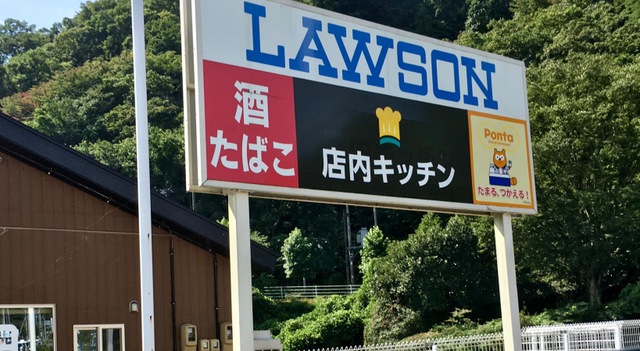 LAWSON
酒
たばこ
店内キッチン
Ponta
たまる、つかえる!